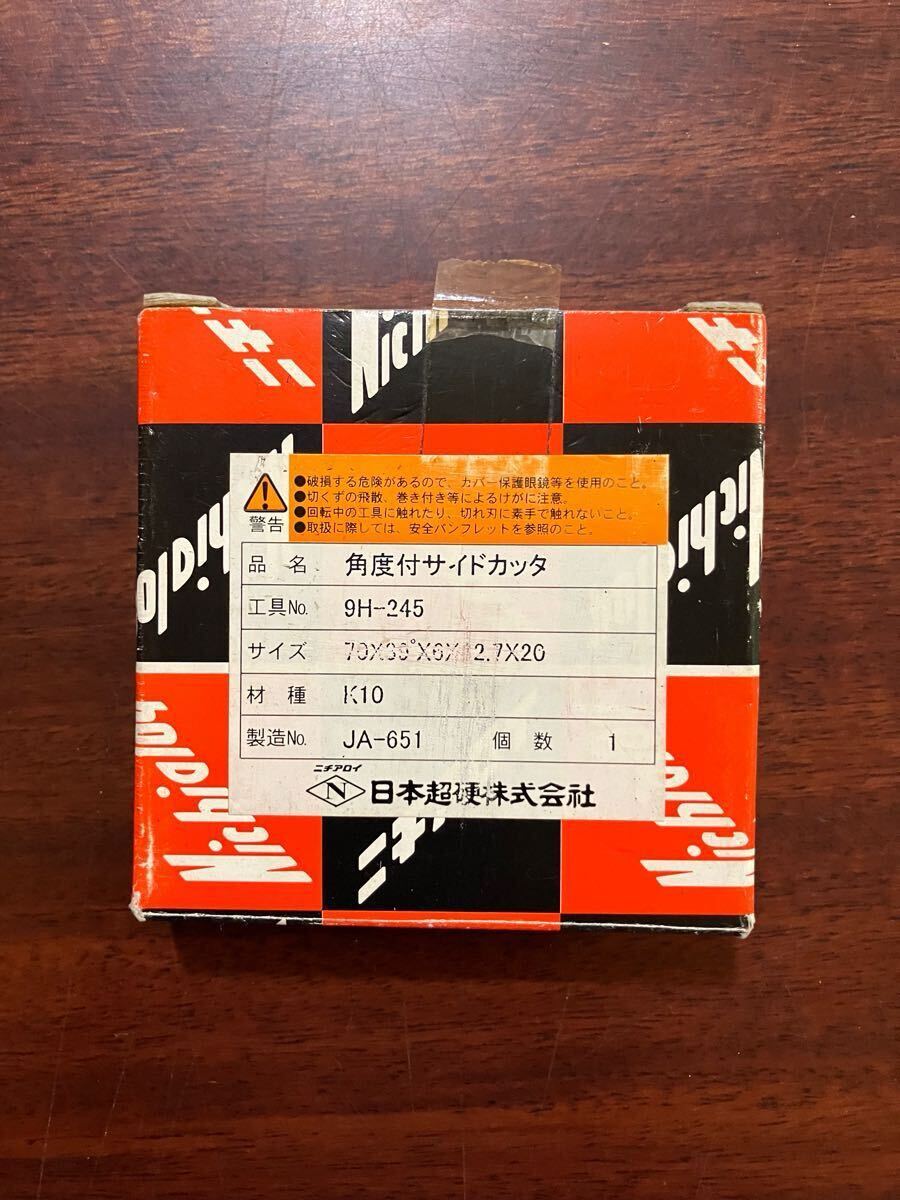 ニチ
Nichi
Nichialo
警告
●破損する危険があるので、カバー保護眼鏡等を使用のこと。
●切くずの飛散、巻き付き等によるけがに注意。
●回転中の工具に触れたり、切れ刃に素手で触れないこと。
●取扱に際しては、安全パンフレットを参照のこと。
品名 角度付サイドカッタ
工具No. 9H-245
サイズ
材種 K10
製造No. JA-651 個数 1
ニチアロイ
N 日本超硬株式会社
ニチ
Nichi